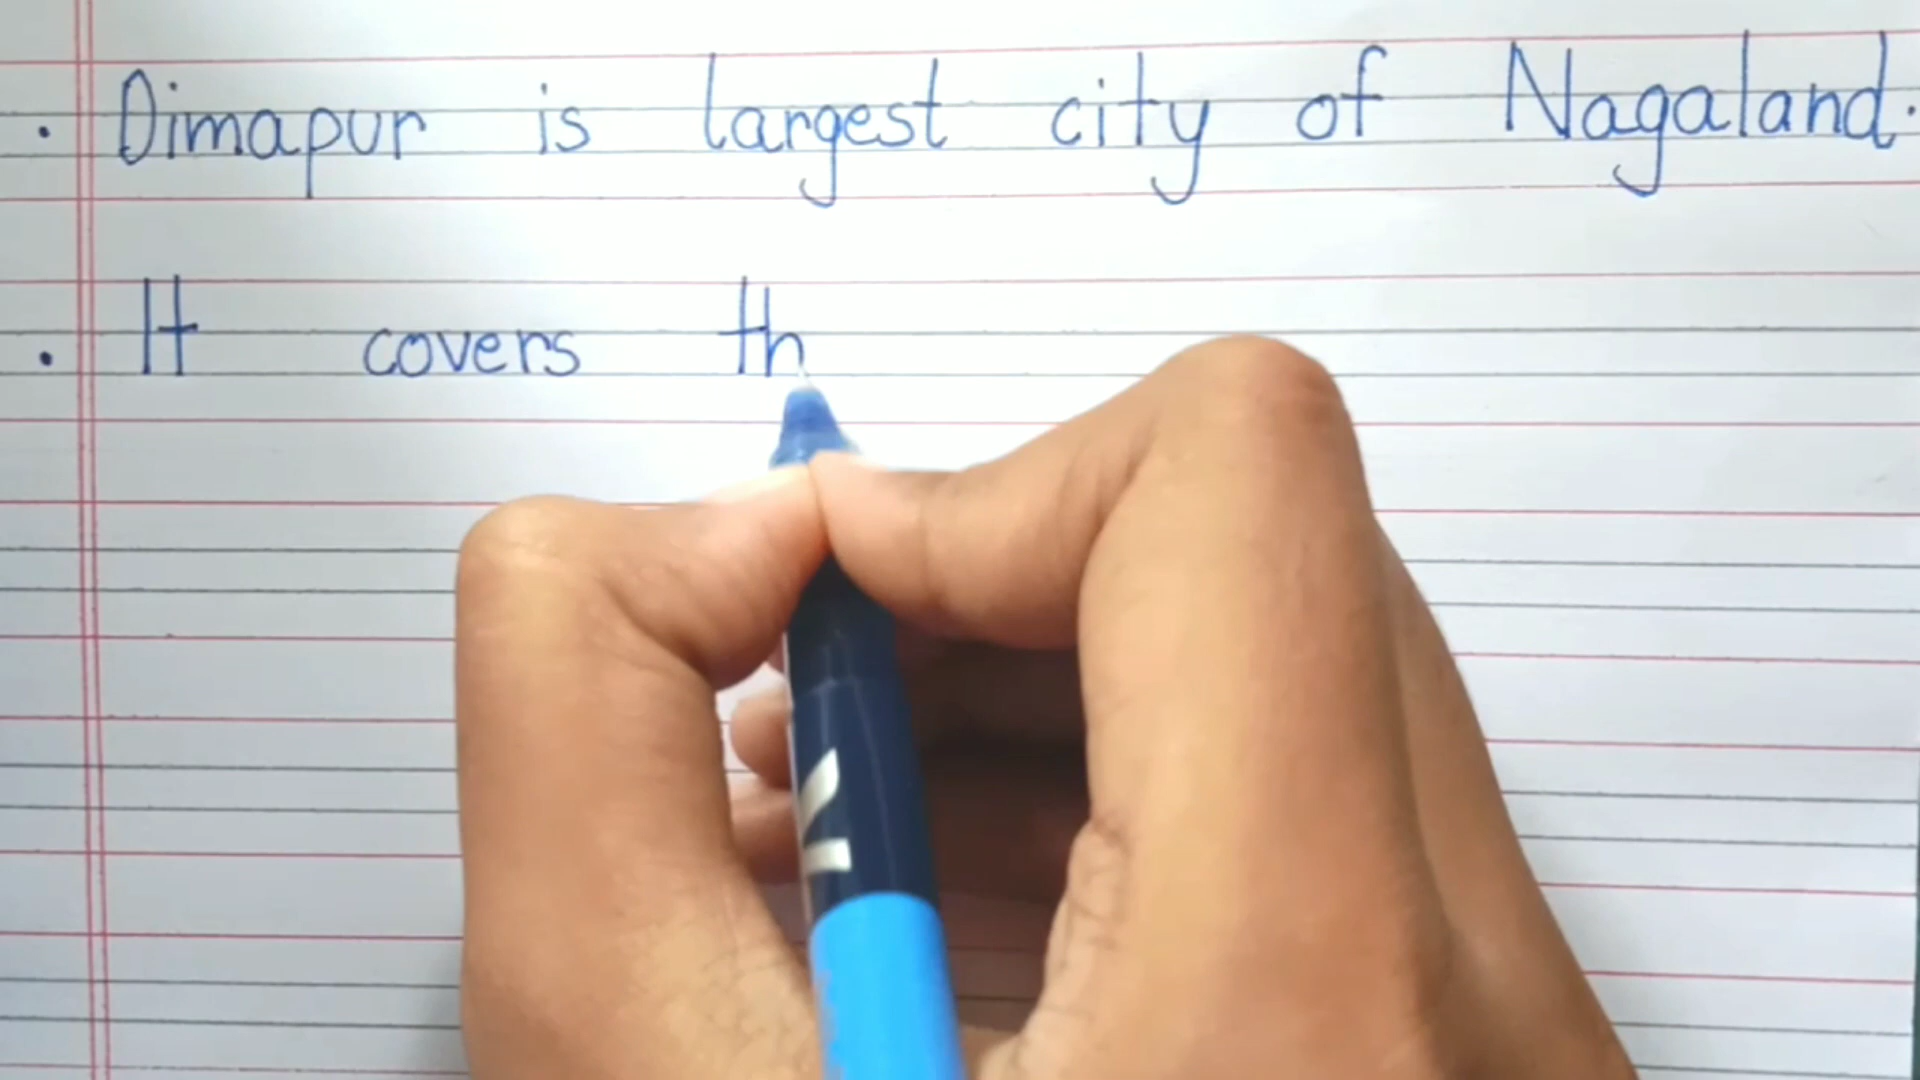 . Dimapur is largest city of Nagaland.
. It covers th